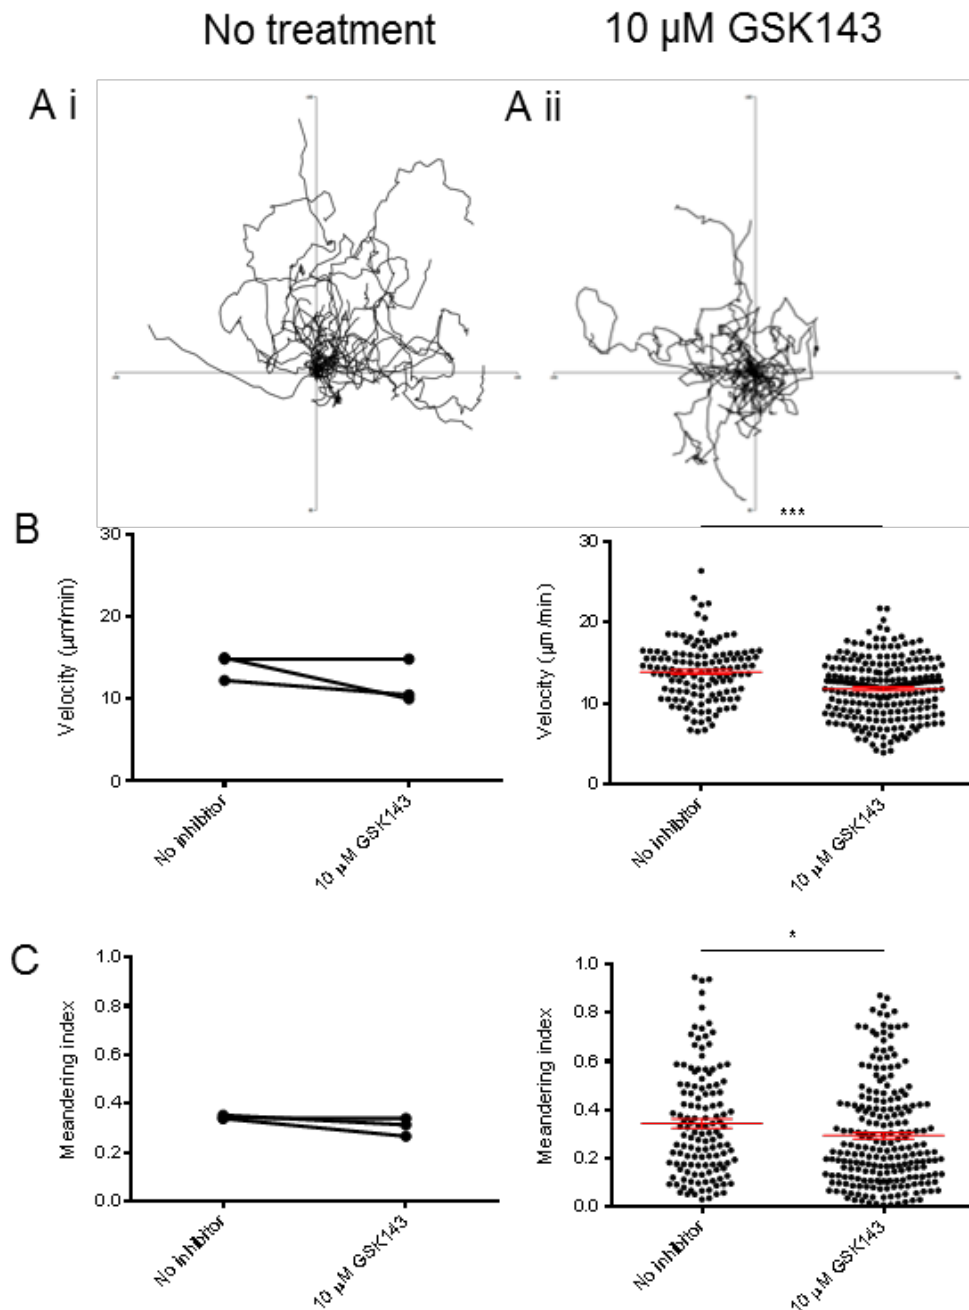 No treatment
10 µM GSK143
A i
A ii
B
30
20
10
0
Velocity (µm/min)
No inhibitor
10 µM GSK143
***
30
20
10
0
Velocity (µm/min)
No inhibitor
10 µM GSK143
C
1.0
0.8
0.6
0.4
0.2
0.0
Meandering index
No inhibitor
10 µM GSK143
*
1.0
0.8
0.6
0.4
0.2
0.0
Meandering index
No inhibitor
10 µM GSK143